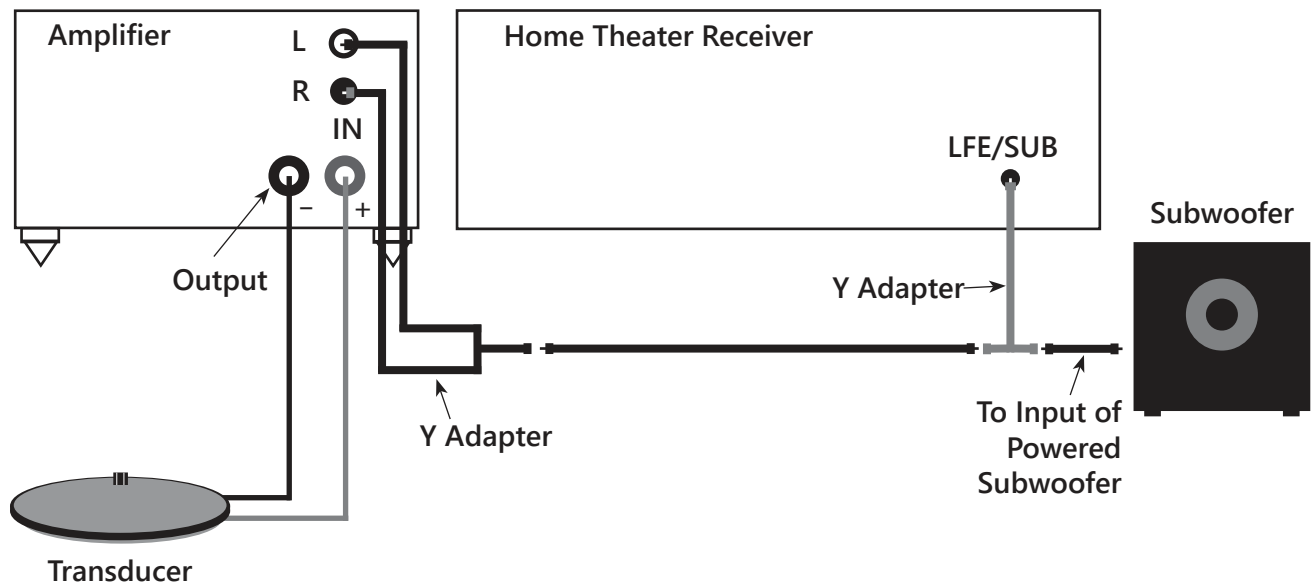 Amplifier
L
R
IN
−
+
Output
Transducer
Home Theater Receiver
LFE/SUB
Y Adapter
Y Adapter
Subwoofer
To Input of
Powered
Subwoofer